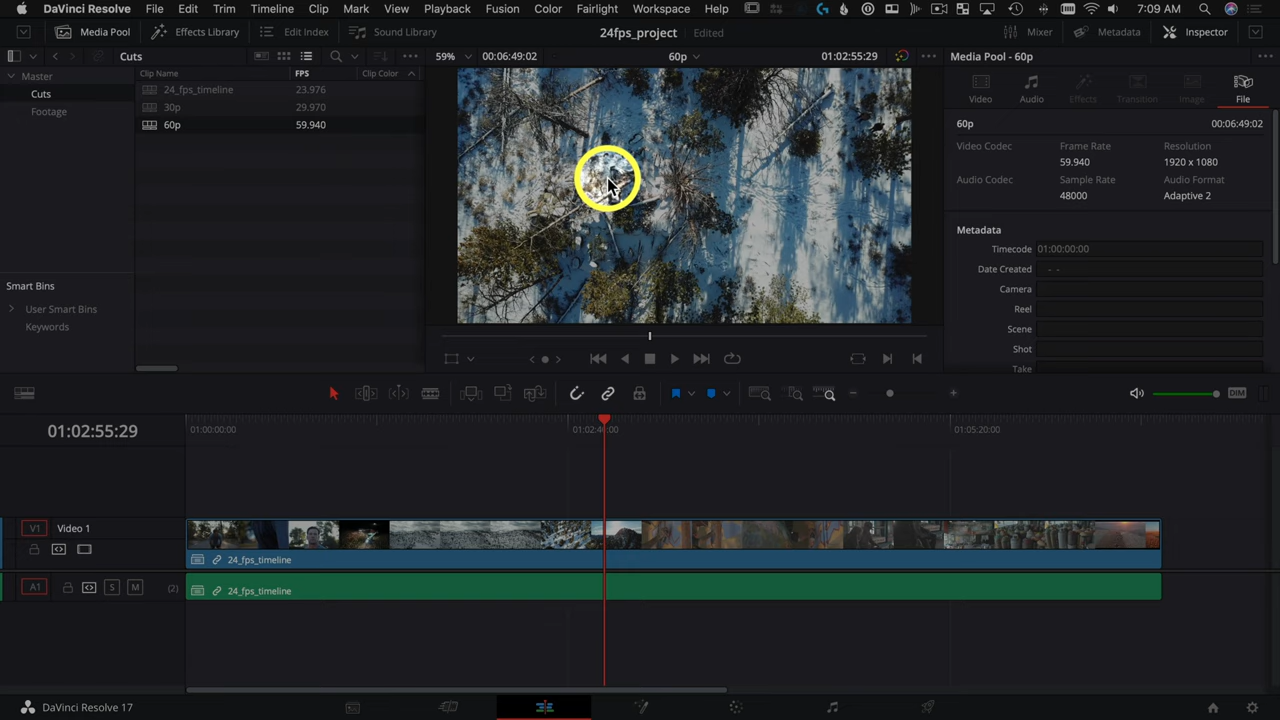 DaVinci Resolve File Edit Trim Timeline Clip Mark View Playback Fusion Color Fairlight Workspace Help 7:09 AM
Media Pool Effects Library Edit Index Sound Library 24fps_project Edited Mixer Metadata Inspector
Cuts 59% 00:06:49:02 60p 01:02:55:29 Media Pool - 60p
Master Clip Name FPS Clip Color
Cuts 24_fps_timeline 23.976
Footage 30p 29.970
60p 59.940
Video Audio Effects Transition Image File
60p 00:06:49:02
Video Codec Frame Rate Resolution
59.940 1920 x 1080
Audio Codec Sample Rate Audio Format
48000 Adaptive 2
Metadata
Timecode 01:00:00:00
Date Created - -
Camera
Reel
Scene
Shot
Take
Smart Bins
User Smart Bins
Keywords
DIM
01:02:55:29 01:00:00:00 01:02:40:00 01:05:20:00
V1 Video 1
24_fps_timeline
A1 S M (2) 24_fps_timeline
DaVinci Resolve 17